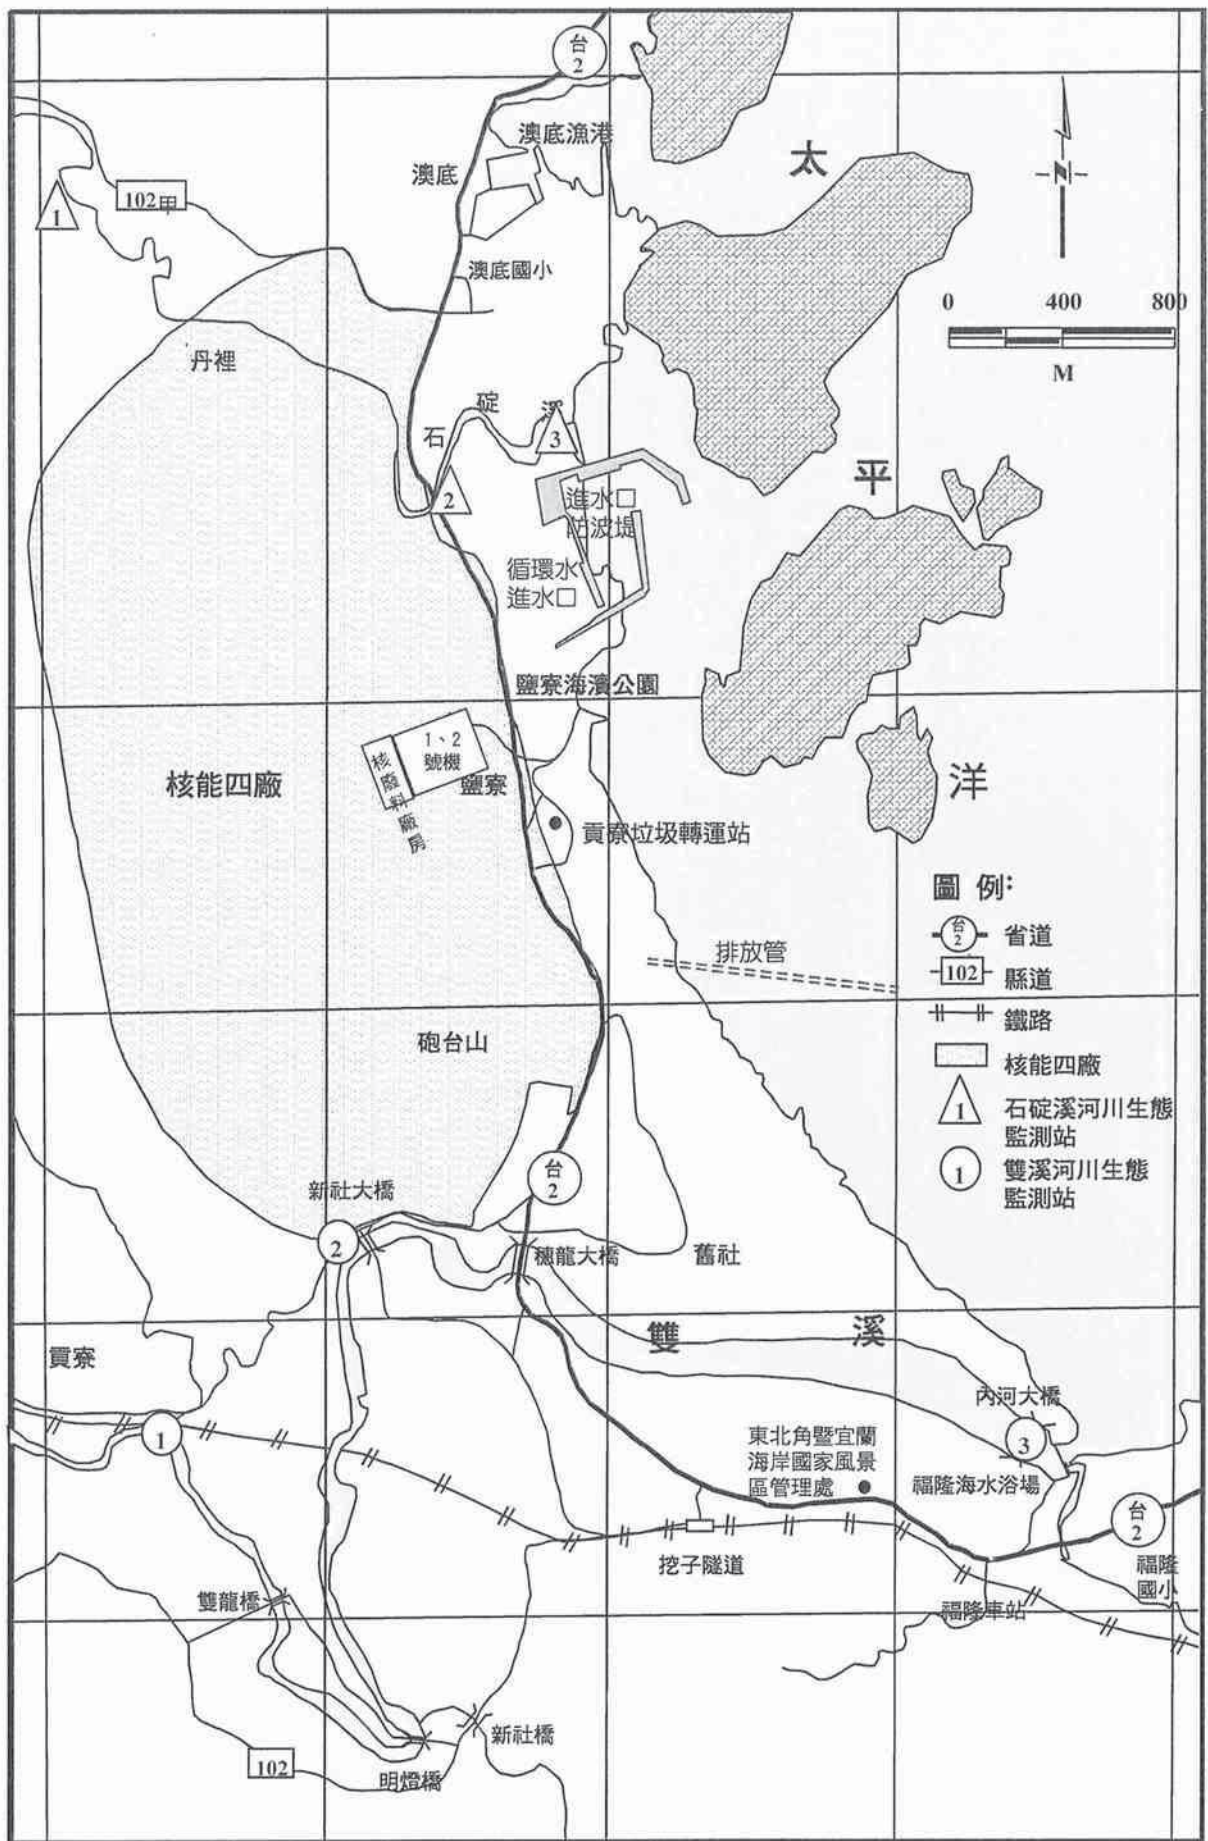 台
2
澳底漁港
太
澳底
102甲
1
澳底國小
0 400 800
M
丹裡
碇
溪
石
3
2
平
進水口
防波堤
循環水
進水口
鹽寮海濱公園
1、2
號機
核廢料廠房
鹽寮
核能四廠
洋
貢寮垃圾轉運站
圖 例:
台
2
省道
排放管
102
縣道
鐵路
砲台山
核能四廠
1
石碇溪河川生態
監測站
1
雙溪河川生態
監測站
台
2
新社大橋
2
穗龍大橋
舊社
雙
溪
貢寮
內河大橋
1
東北角暨宜蘭
海岸國家風景
區管理處
3
福隆海水浴場
台
2
挖子隧道
福隆
國小
雙龍橋
福隆車站
新社橋
102
明燈橋